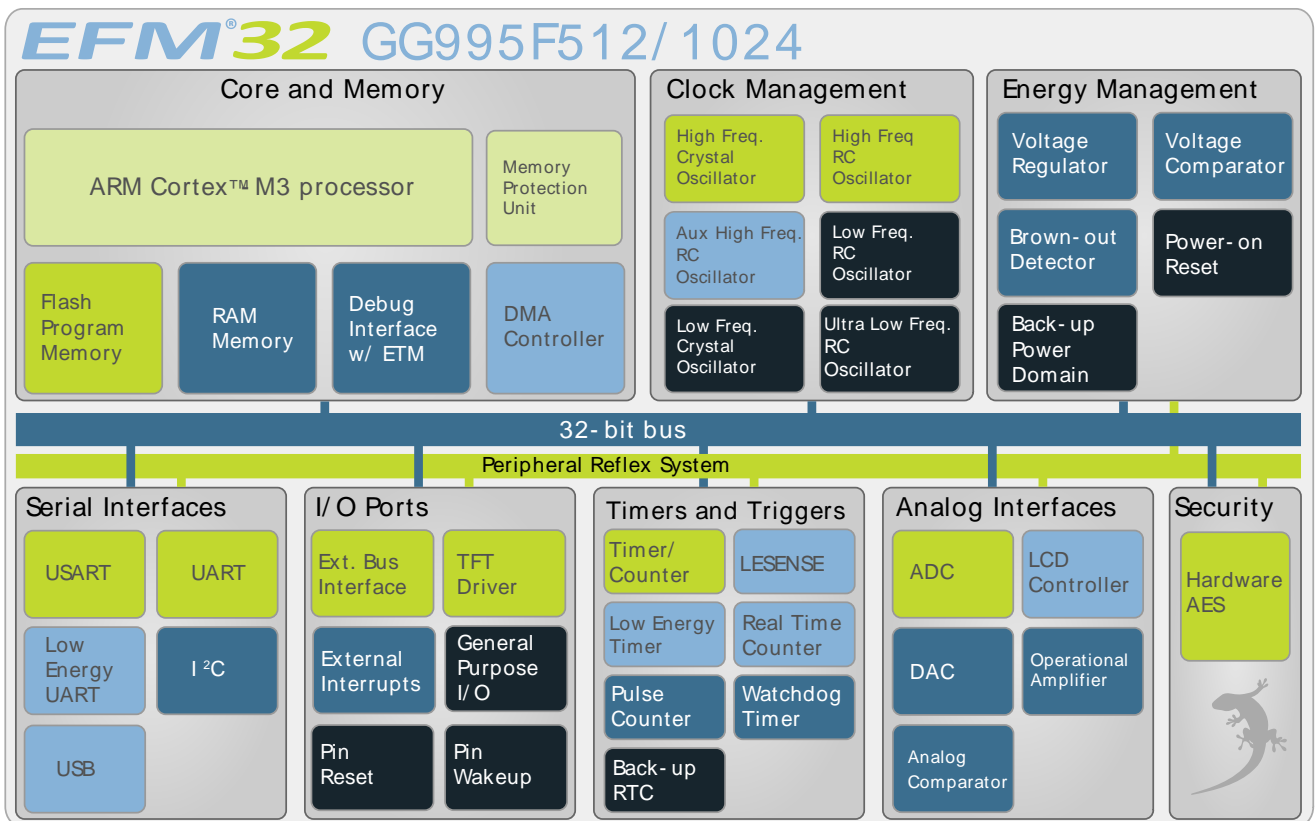 EFM®32 GG995F512/1024
Core and Memory
ARM Cortex™ M3 processor
Memory
Protection
Unit
Flash
Program
Memory
RAM
Memory
Debug
Interface
w/ ETM
DMA
Controller
Clock Management
High Freq.
Crystal
Oscillator
High Freq
RC
Oscillator
Aux High Freq.
RC
Oscillator
Low Freq.
RC
Oscillator
Low Freq.
Crystal
Oscillator
Ultra Low Freq.
RC
Oscillator
Energy Management
Voltage
Regulator
Voltage
Comparator
Brown-out
Detector
Power-on
Reset
Back-up
Power
Domain
32-bit bus
Peripheral Reflex System
Serial Interfaces
USART
UART
Low
Energy
UART
I²C
USB
I/O Ports
Ext. Bus
Interface
TFT
Driver
External
Interrupts
General
Purpose
I/O
Pin
Reset
Pin
Wakeup
Timers and Triggers
Timer/
Counter
LESENSE
Low Energy
Timer
Real Time
Counter
Pulse
Counter
Watchdog
Timer
Back-up
RTC
Analog Interfaces
ADC
LCD
Controller
DAC
Operational
Amplifier
Analog
Comparator
Security
Hardware
AES